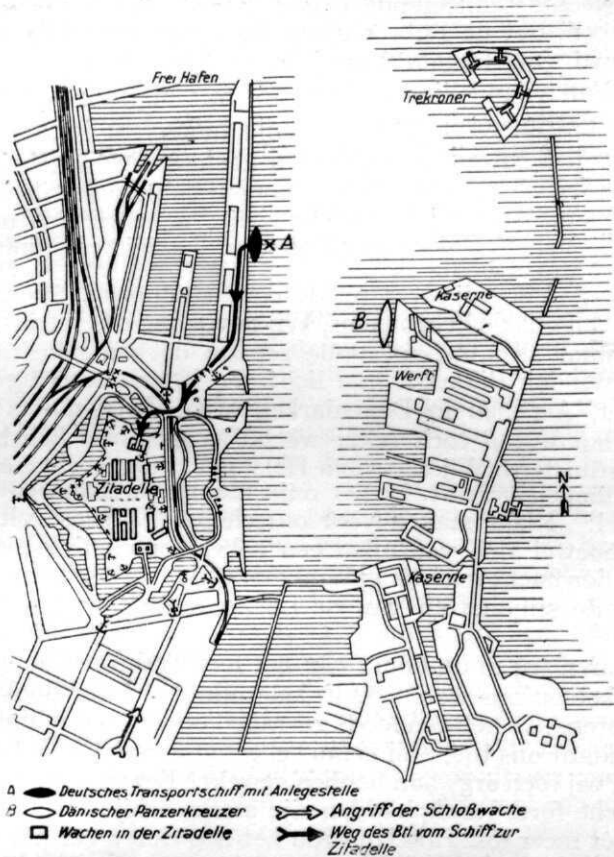 Frei Hafen
Trekroner
A
Kaserne
B
Werft
Zitadelle
N
Kaserne
A Deutsches Transportschiff mit Anlegestelle
B Dänischer Panzerkreuzer
Angriff der Schloßwache
Wachen in der Zitadelle
Weg des Btl vom Schiff zur
Zitadelle